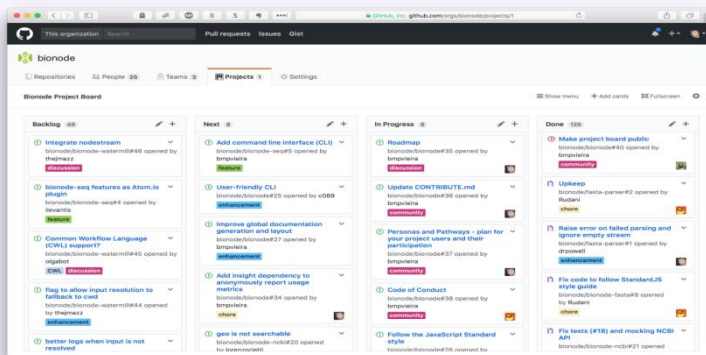 GitHub, Inc. github.com/orgs/bionode/projects/1
This organization Search
Pull requests Issues Gist
bionode
Repositories People 25 Teams 3 Projects 1 Settings
Bionode Project Board
Show menu + Add cards Fullscreen
Backlog 49
Integrate nodestream
bionode/bionode-watermill#46 opened by
thejmazz
discussion
bionode-seq features as Atom.io
plugin
bionode/bionode-seq#4 opened by
ilevantis
feature
Common Workflow Language
(CWL) support?
bionode/bionode-watermill#45 opened by
olgabot
CWL discussion
flag to allow input resolution to
fallback to cwd
bionode/bionode-watermill#44 opened
by thejmazz
enhancement
better logs when input is not
resolved
Next 8
Add command line interface (CLI)
bionode/bionode-seq#5 opened by
bmpvieira
feature
User-friendly CLI
bionode/bionode#25 opened by c089
enhancement
Improve global documentation
generation and layout
bionode/bionode#27 opened by
bmpvieira
enhancement
Add insight dependency to
anonymously report usage
metrics
bionode/bionode#34 opened by
bmpvieira
chore
geo is not searchable
bionode/bionode-ncbi#20 opened
by lorenzorietti
In Progress
Roadmap
bionode/bionode#35 opened by
bmpvieira
discussion
Update CONTRIBUTE.md
bionode/bionode#36 opened by
bmpvieira
community
Personas and Pathways - plan for
your project users and their
participation
bionode/bionode#37 opened by
bmpvieira
community
Code of Conduct
bionode/bionode#38 opened by
bmpvieira
community
Follow the JavaScript Standard
style
bionode/bionode#26 opened by
Done 125
Make project board public
bionode/bionode#40 opened by
bmpvieira
community
Upkeep
bionode/fasta-parser#2 opened by
Rudani
chore
Raise error on failed parsing and
ignore empty stream
bionode/fasta-parser#1 opened by
drpowell
enhancement
Fix code to follow StandardJS
style guide
bionode/bionode-fasta#8 opened
by Rudani
chore
Fix tests (#18) and mocking NCBI
API
bionode/bionode-ncbi#21 opened